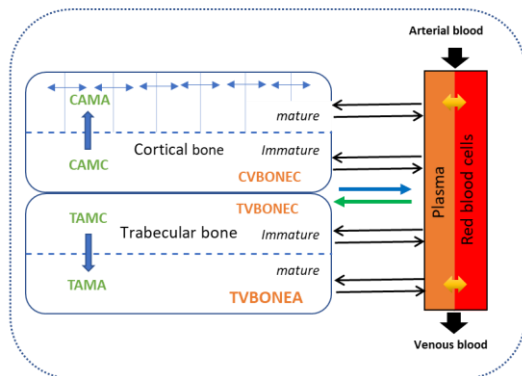 Arterial blood
CAMA
mature
Cortical bone
Immature
CAMC
CVBONEC
TVBONEC
TAMC
Trabecular bone
Immature
mature
TAMA
TVBONEA
Plasma
Red blood cells
Venous blood